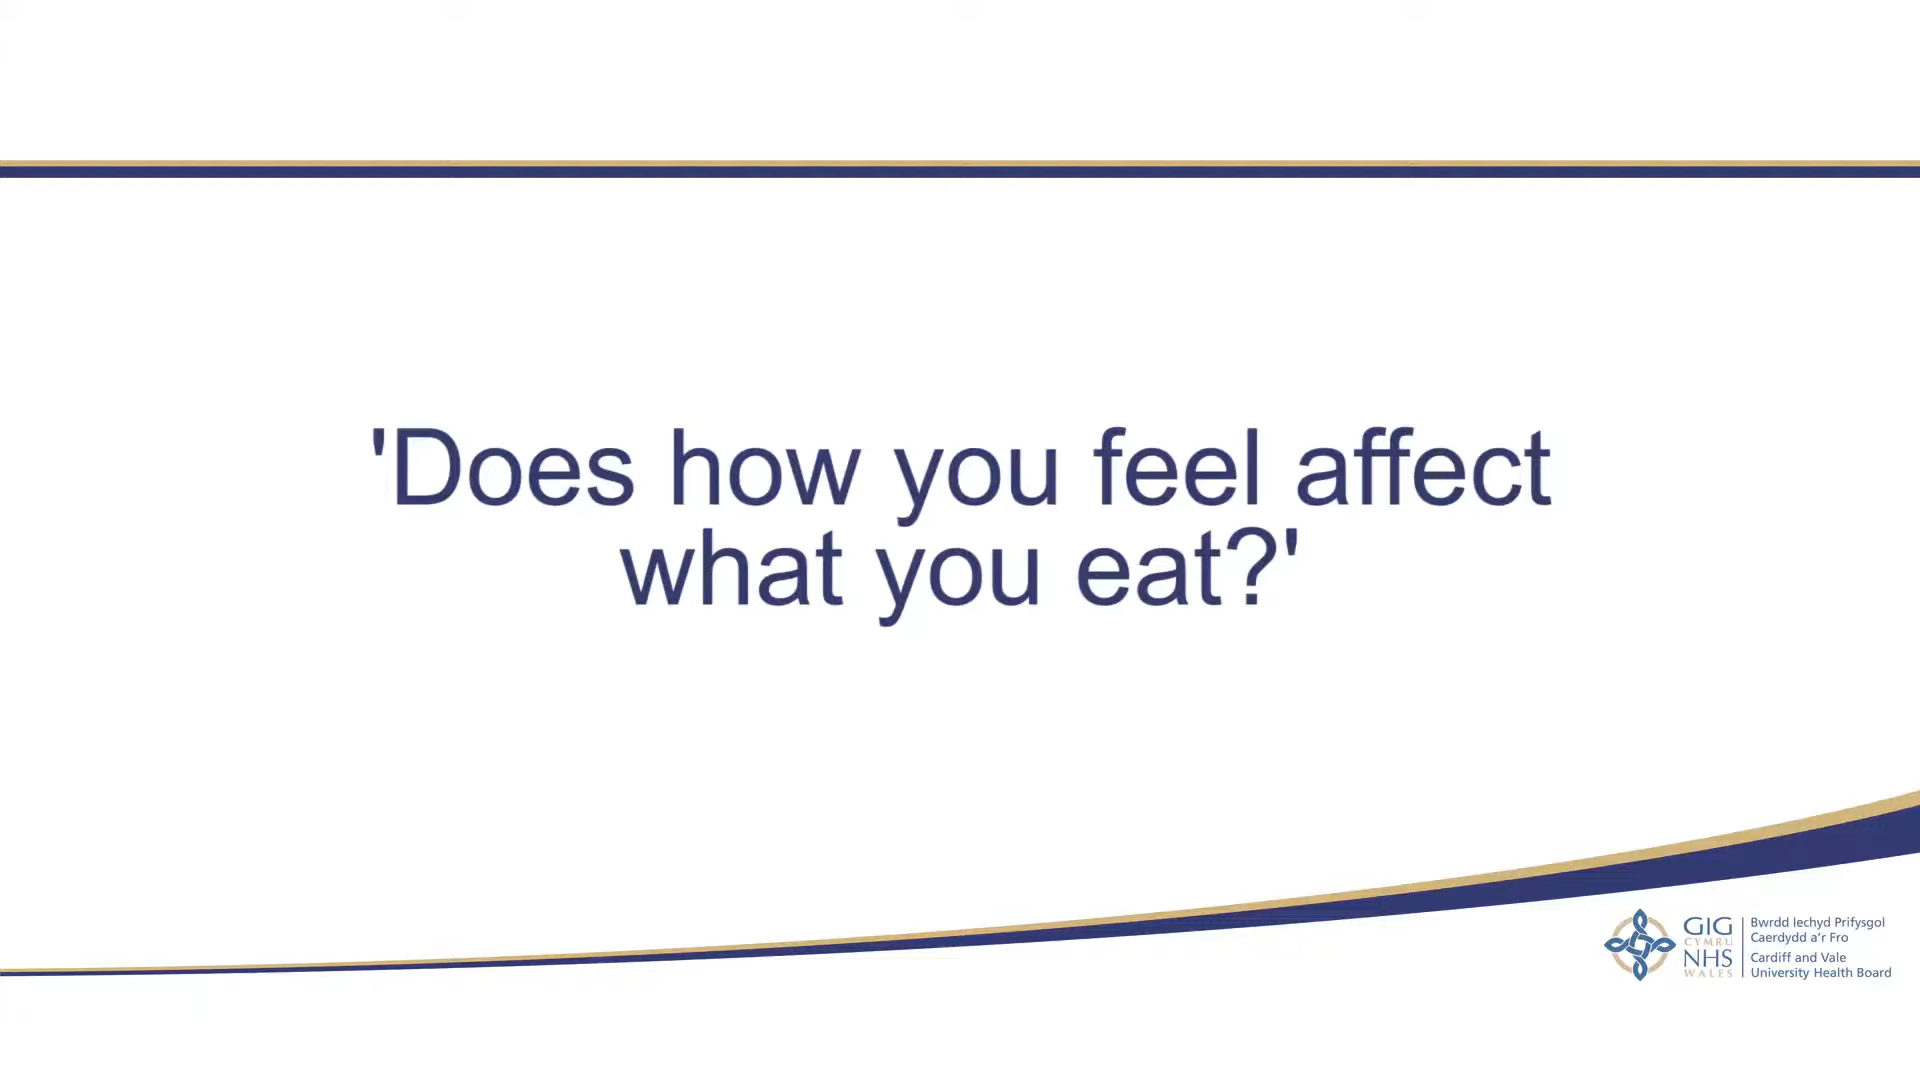 'Does how you feel affect
what you eat?'
GIG
CYMRU
NHS
WALES
Bwrdd Iechyd Prifysgol
Caerdydd a'r Fro
Cardiff and Vale
University Health Board